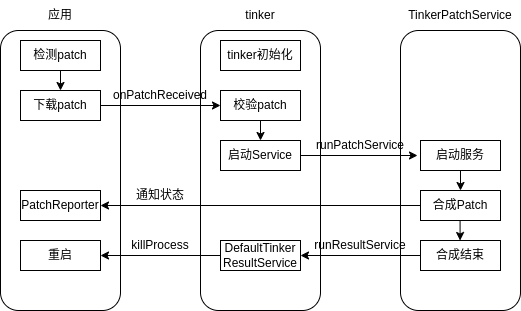 应用
tinker
TinkerPatchService
检测patch
tinker初始化
下载patch
onPatchReceived
校验patch
启动Service
runPatchService
启动服务
通知状态
PatchReporter
合成Patch
重启
killProcess
DefaultTinker
ResultService
runResultService
合成结束